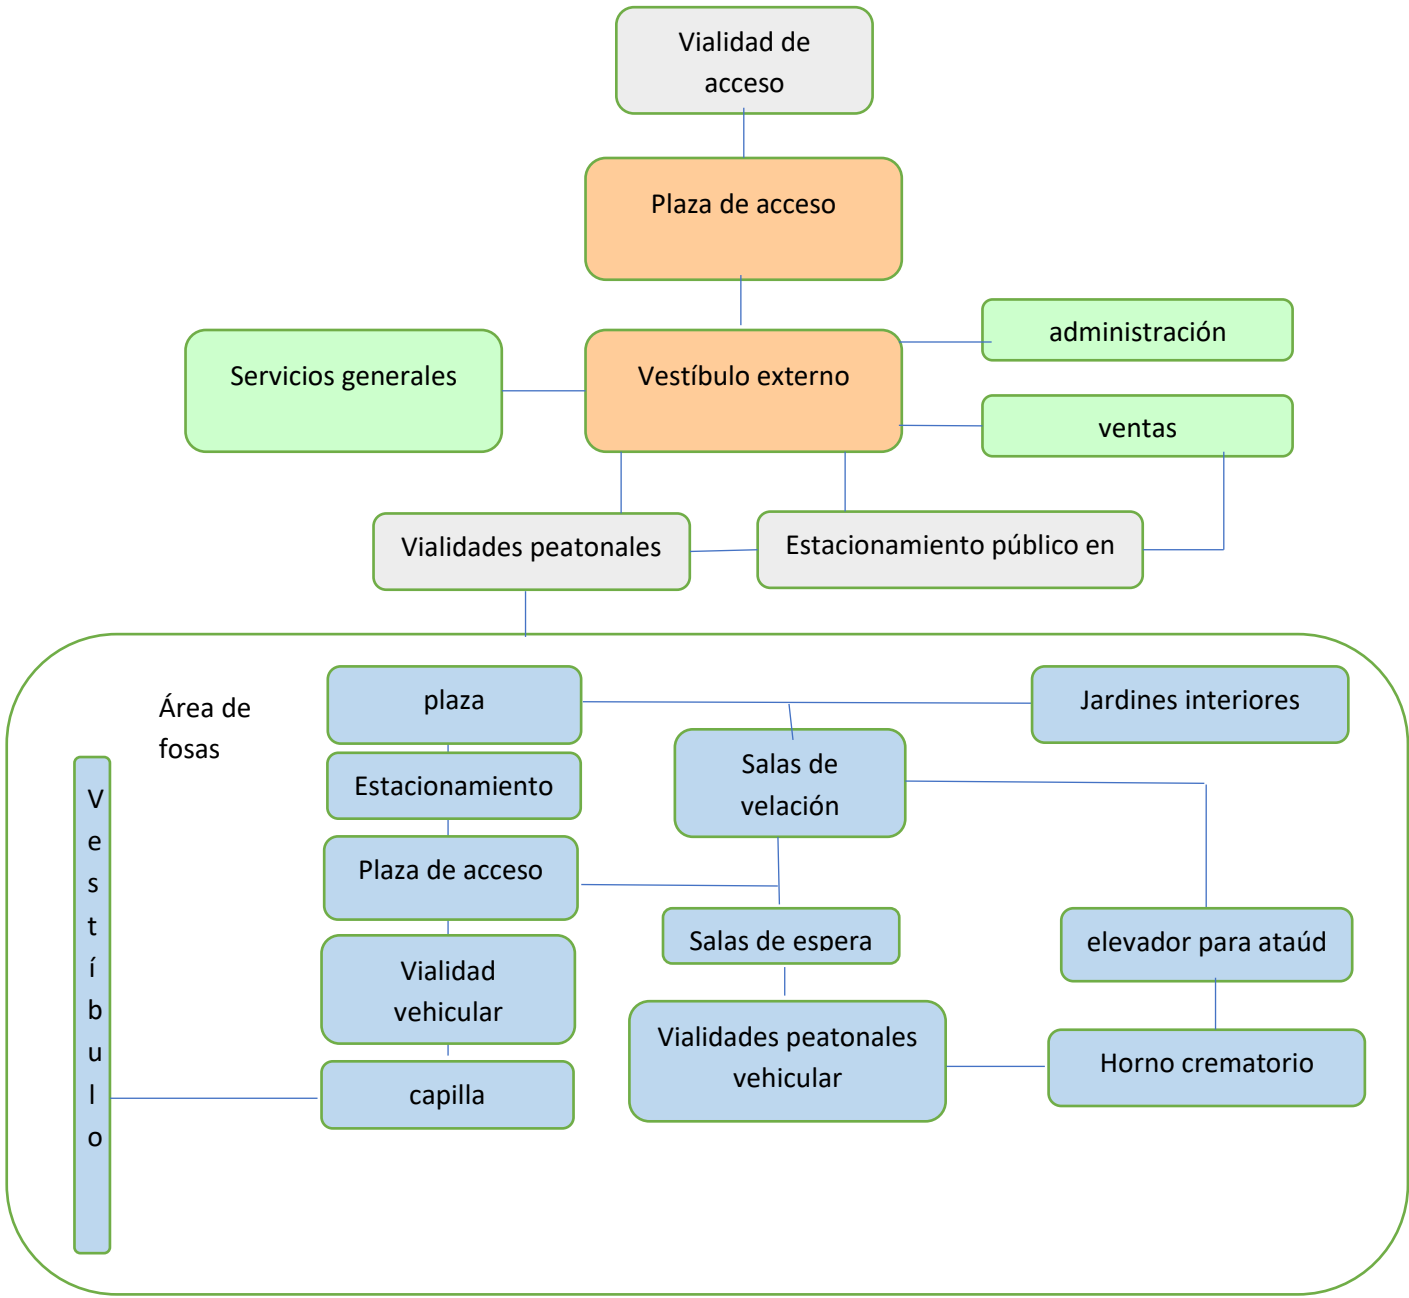 Vialidad de
acceso
Plaza de acceso
administración
Servicios generales
Vestíbulo externo
ventas
Vialidades peatonales
Estacionamiento público en
Área de
fosas
plaza
Jardines interiores
Estacionamiento
Salas de
velación
Plaza de acceso
Salas de espera
elevador para ataúd
Vialidad
vehicular
Vialidades peatonales
vehicular
Horno crematorio
capilla
V
e
s
t
í
b
u
l
o